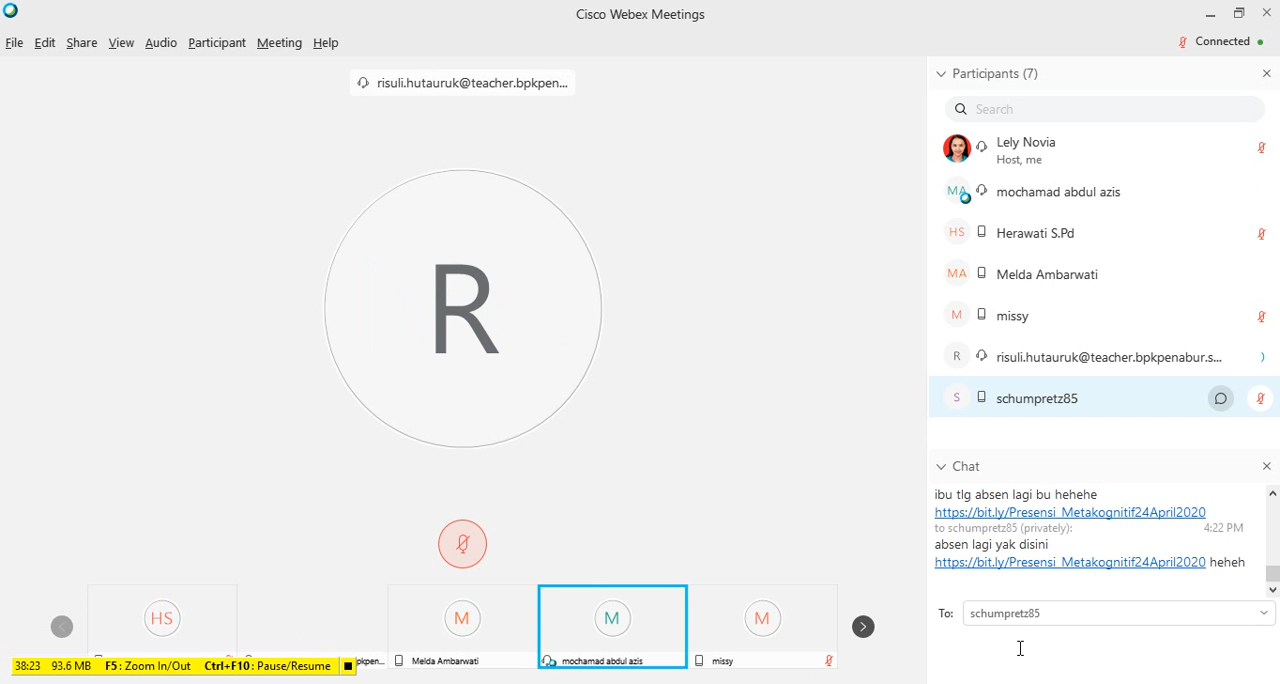 Cisco Webex Meetings
File Edit Share View Audio Participant Meeting Help
Connected
risuli.hutauruk@teacher.bpkpen...
R
Participants (7)
Search
Lely Novia
Host, me
MA mochamad abdul azis
HS Herawati S.Pd
MA Melda Ambarwati
M missy
R risuli.hutauruk@teacher.bpkpenabur.s...
S schumpretz85
Chat
ibu tlg absen lagi bu hehehe
https://bit.ly/Presensi_Metakognitif24April2020
to schumpretz85 (privately): 4:22 PM
absen lagi yak disini
https://bit.ly/Presensi_Metakognitif24April2020 heheh
To: schumpretz85
HS M M M
kpen... Melda Ambarwati mochamad abdul azis missy
38:23 93.6 MB F5: Zoom In/Out Ctrl+F10: Pause/Resume